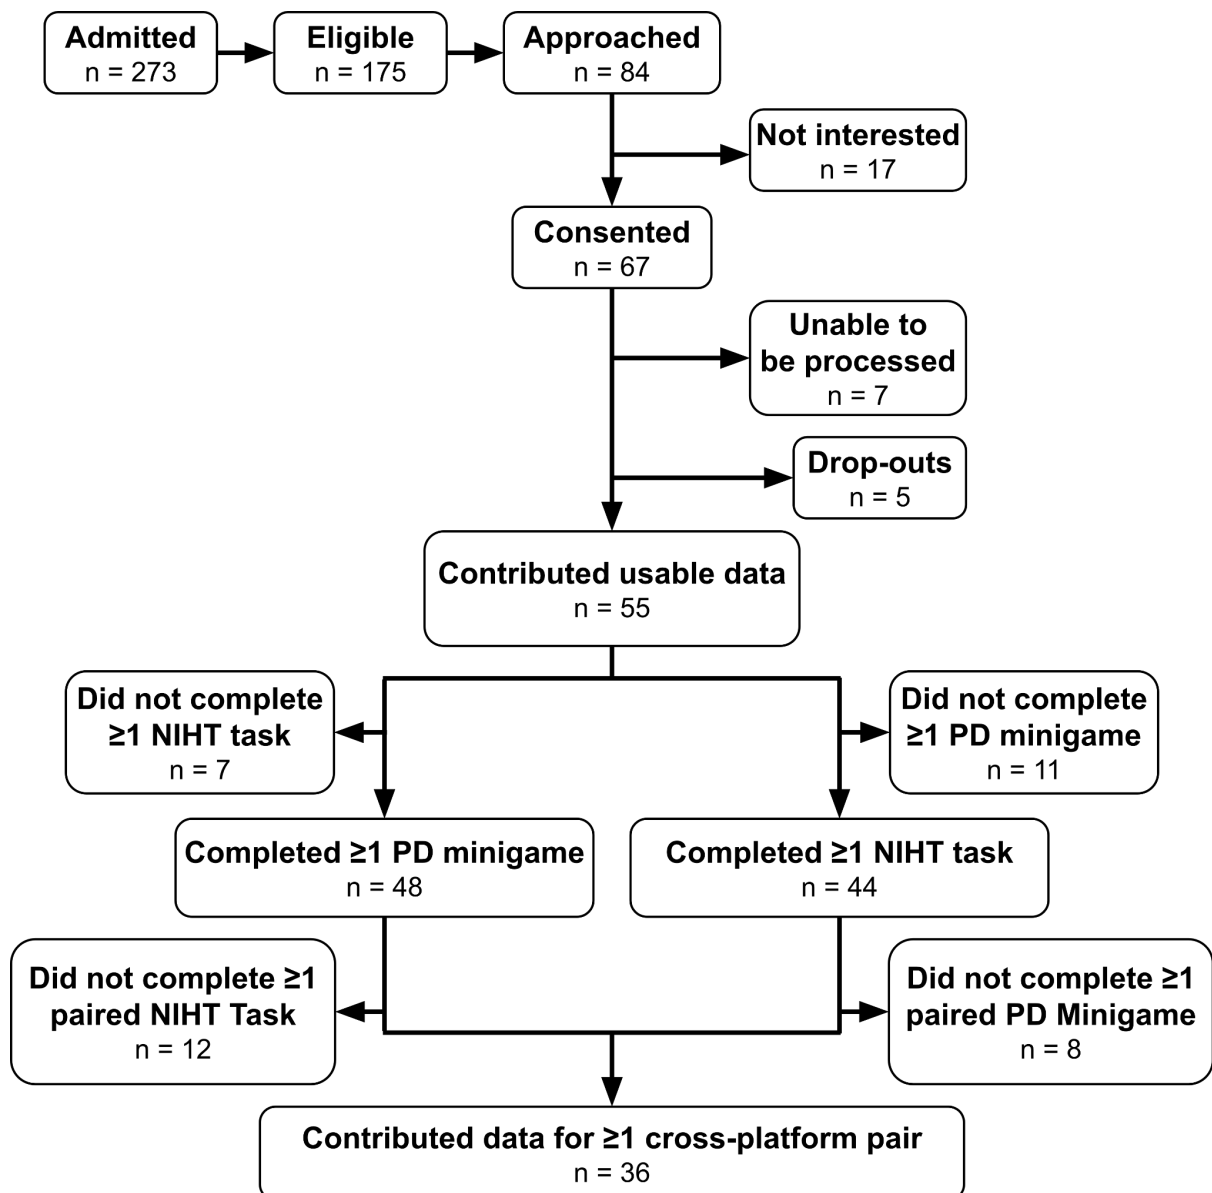 Admitted
n = 273
Eligible
n = 175
Approached
n = 84
Not interested
n = 17
Consented
n = 67
Unable to
be processed
n = 7
Drop-outs
n = 5
Contributed usable data
n = 55
Did not complete
≥1 NIHT task
n = 7
Did not complete
≥1 PD minigame
n = 11
Completed ≥1 PD minigame
n = 48
Completed ≥1 NIHT task
n = 44
Did not complete ≥1
paired NIHT Task
n = 12
Did not complete ≥1
paired PD Minigame
n = 8
Contributed data for ≥1 cross-platform pair
n = 36